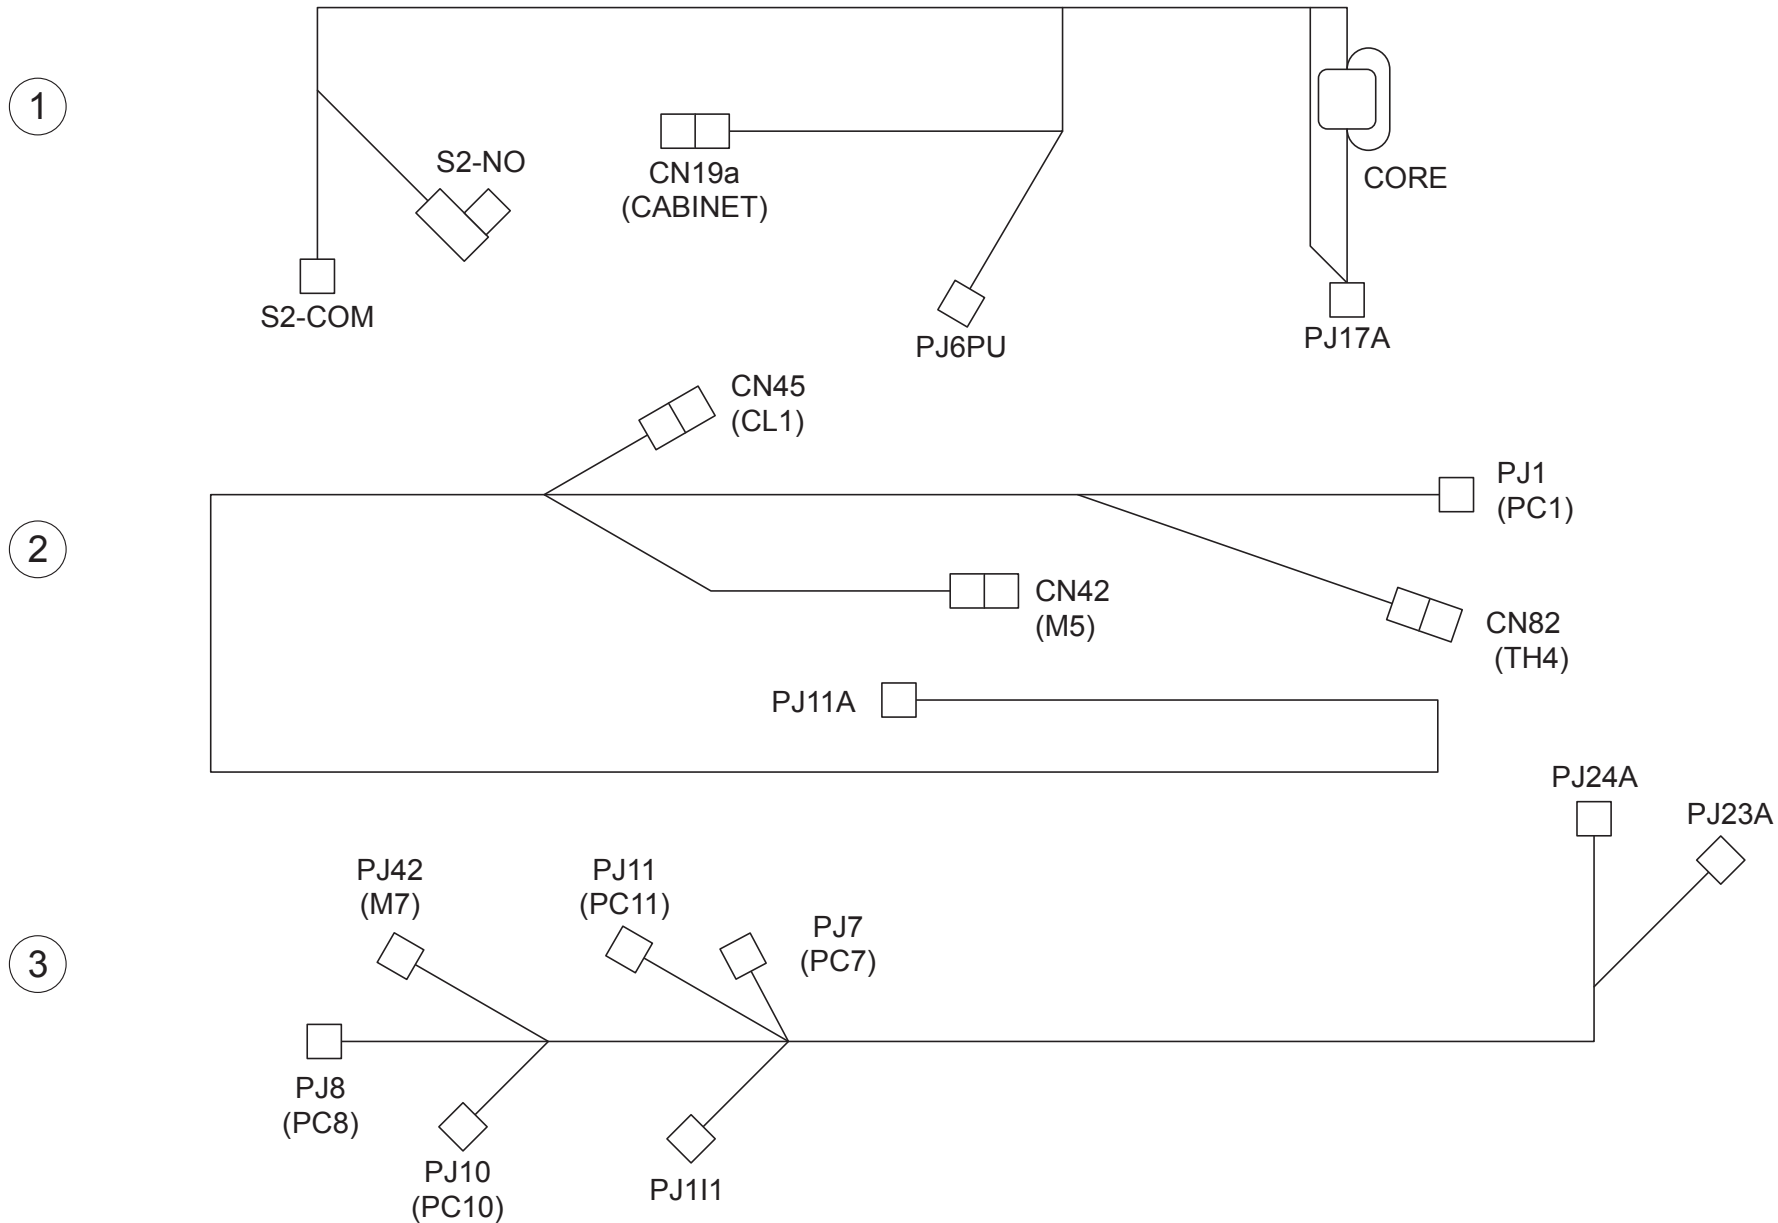 1
S2-NO
S2-COM
CN19a
(CABINET)
PJ6PU
CORE
PJ17A
2
CN45
(CL1)
PJ1
(PC1)
CN42
(M5)
CN82
(TH4)
PJ11A
3
PJ24A
PJ23A
PJ42
(M7)
PJ11
(PC11)
PJ7
(PC7)
PJ8
(PC8)
PJ10
(PC10)
PJ1I1